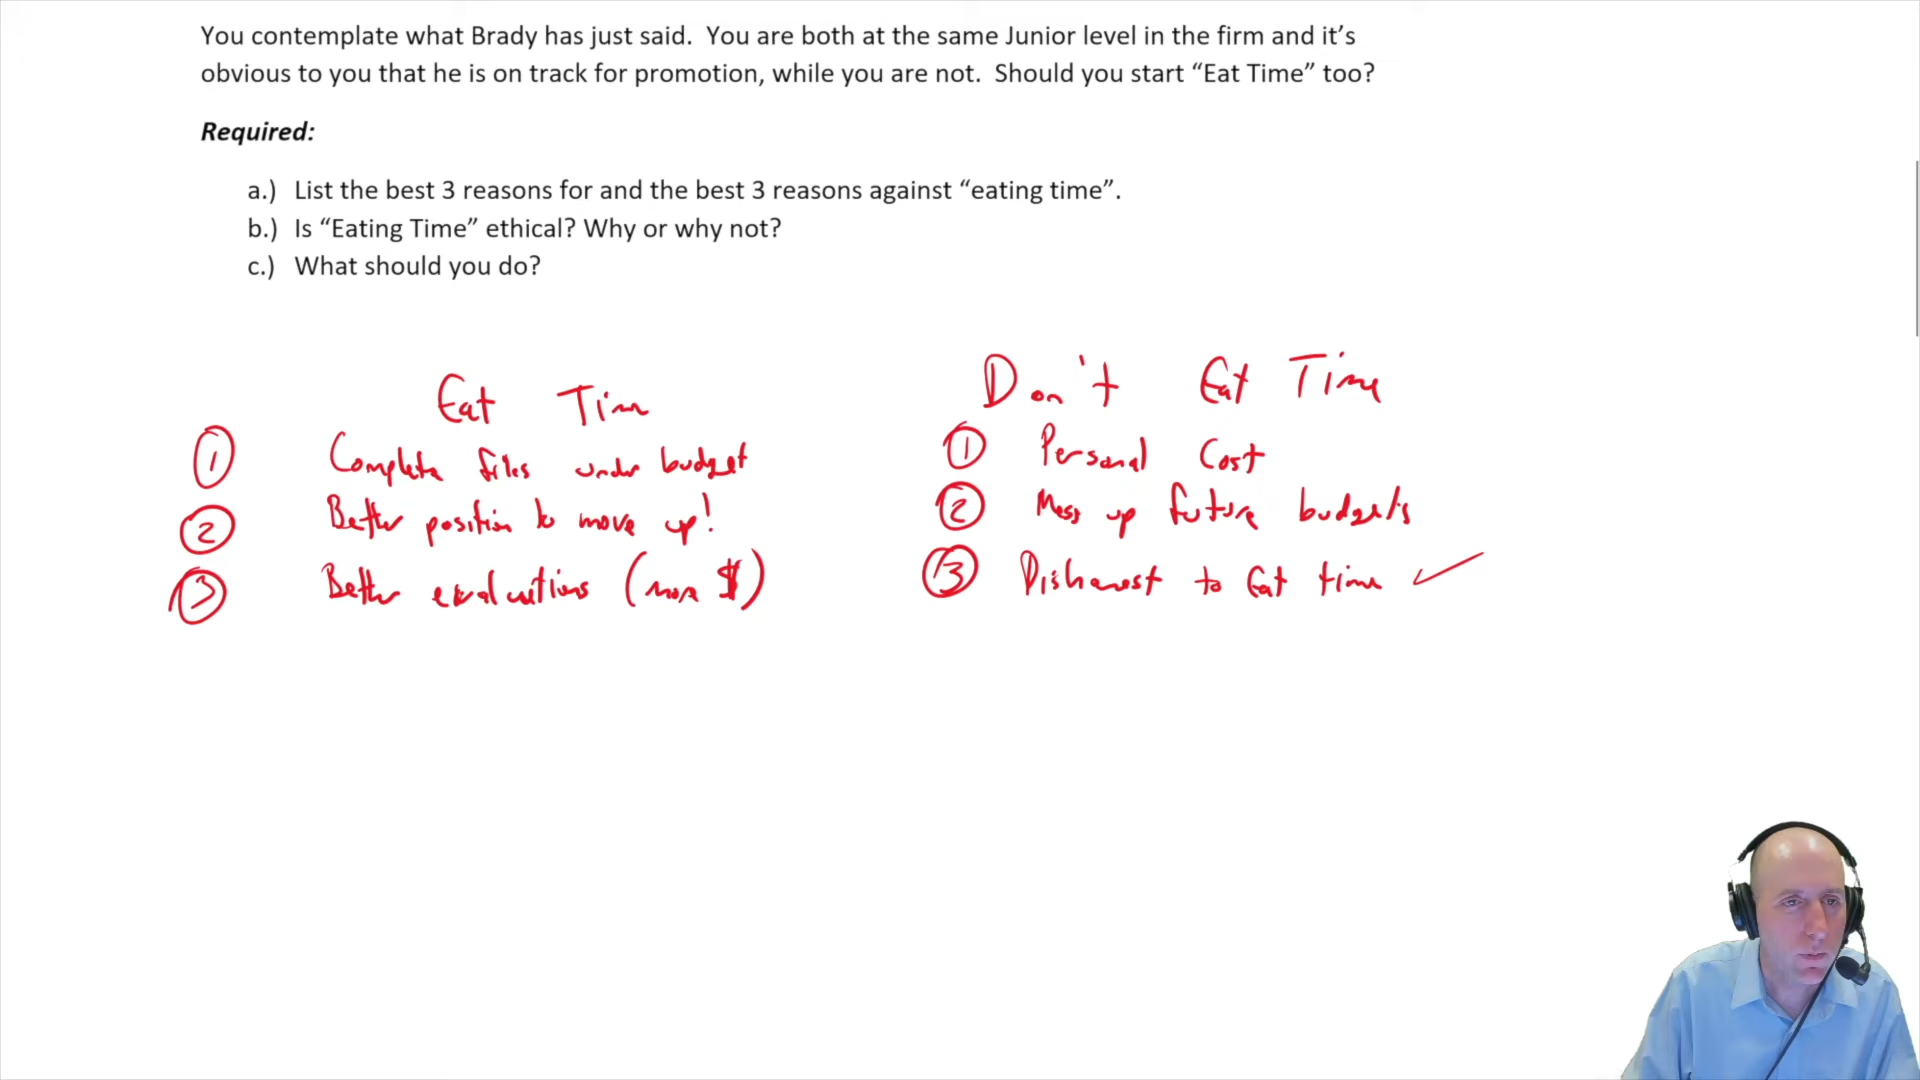 You contemplate what Brady has just said.  You are both at the same Junior level in the firm and it’s
obvious to you that he is on track for promotion, while you are not.  Should you start “Eat Time” too?
Required:
a.) List the best 3 reasons for and the best 3 reasons against “eating time”.
b.) Is “Eating Time” ethical? Why or why not?
c.) What should you do?
Eat Time
1 Complete files under budget
2 Better position to move up!
3 Better evaluations (more $)
Don't Eat Time
1 Personal Cost
2 Mess up future budgets
3 Dishonest to Eat time ✓